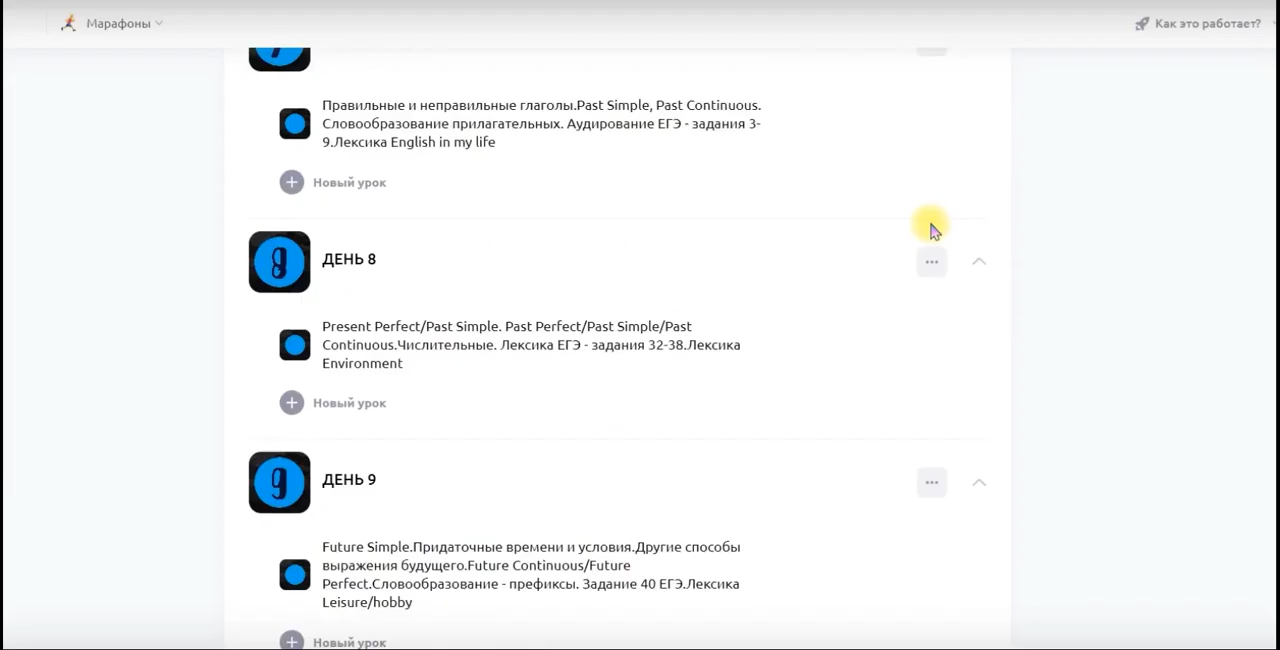 Марафоны
Как это работает?
7
Правильные и неправильные глаголы.Past Simple, Past Continuous.
Словообразование прилагательных. Аудирование ЕГЭ - задания 3-
9.Лексика English in my life
Новый урок
8
ДЕНЬ 8
Present Perfect/Past Simple. Past Perfect/Past Simple/Past
Continuous.Числительные. Лексика ЕГЭ - задания 32-38.Лексика
Environment
Новый урок
9
ДЕНЬ 9
Future Simple.Придаточные времени и условия.Другие способы
выражения будущего.Future Continuous/Future
Perfect.Словообразование - префиксы. Задание 40 ЕГЭ.Лексика
Leisure/hobby
Новый урок